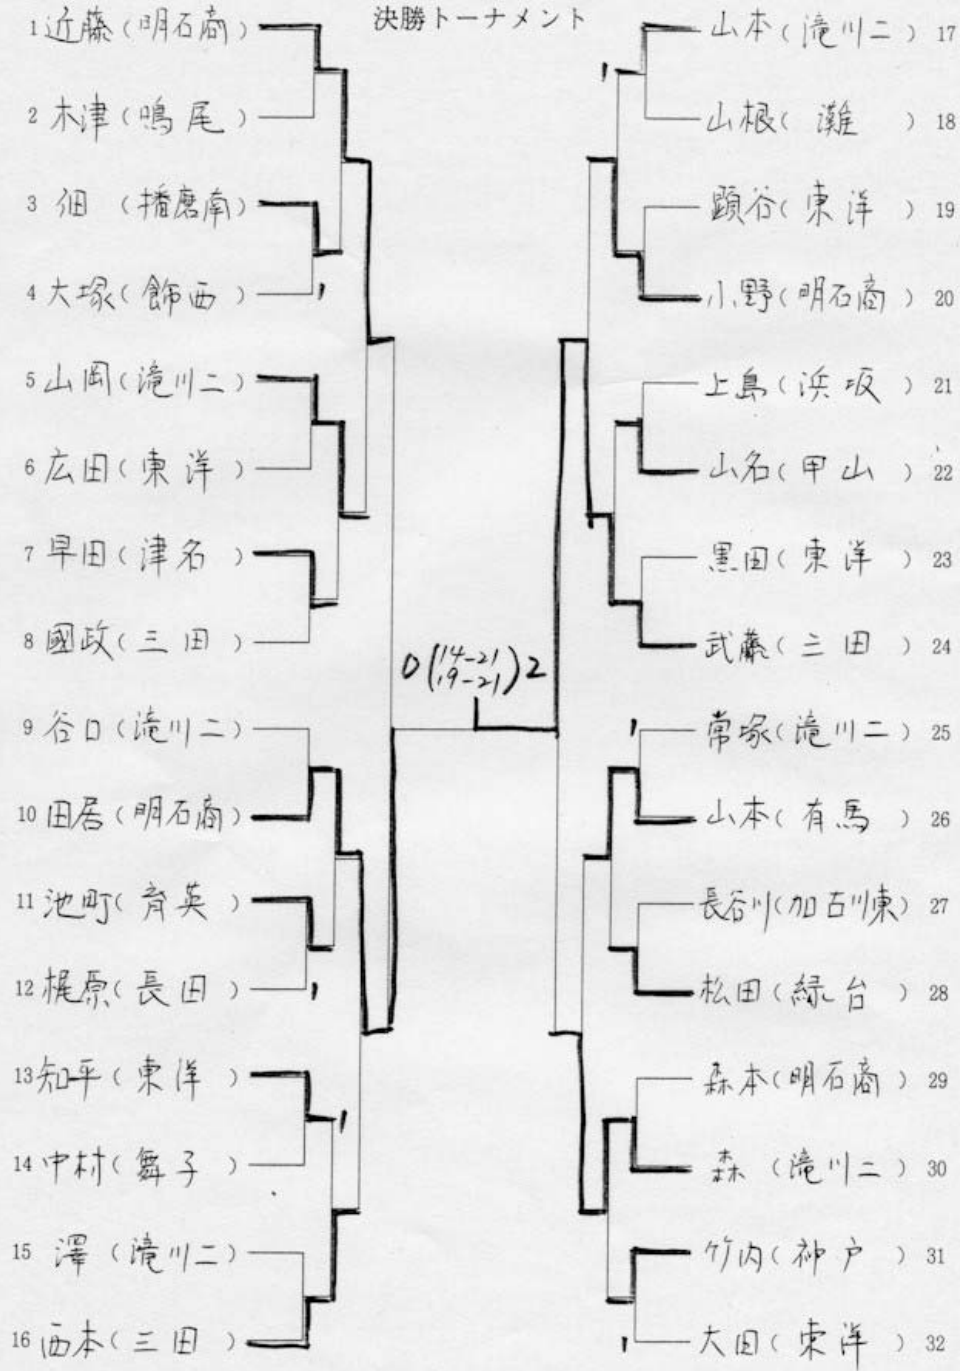 決勝トーナメント
1 近藤 (明石商)
2 木津 (鳴尾)
3 佃 (播磨南)
4 大塚 (飾西)
5 山岡 (滝川二)
6 広田 (東洋)
7 早田 (津名)
8 國政 (三田)
9 谷口 (滝川二)
10 田居 (明石商)
11 池町 (育英)
12 梶原 (長田)
13 知平 (東洋)
14 中村 (舞子)
15 澤 (滝川二)
16 西本 (三田)
0 (14-21
19-21) 2
山本 (滝川二) 17
山根 (灘) 18
顕谷 (東洋) 19
小野 (明石商) 20
上島 (浜坂) 21
山名 (甲山) 22
黒田 (東洋) 23
武藤 (三田) 24
常塚 (滝川二) 25
山本 (有馬) 26
長谷川 (加古川東) 27
松田 (緑台) 28
森本 (明石商) 29
森 (滝川二) 30
竹内 (神戸) 31
大田 (東洋) 32